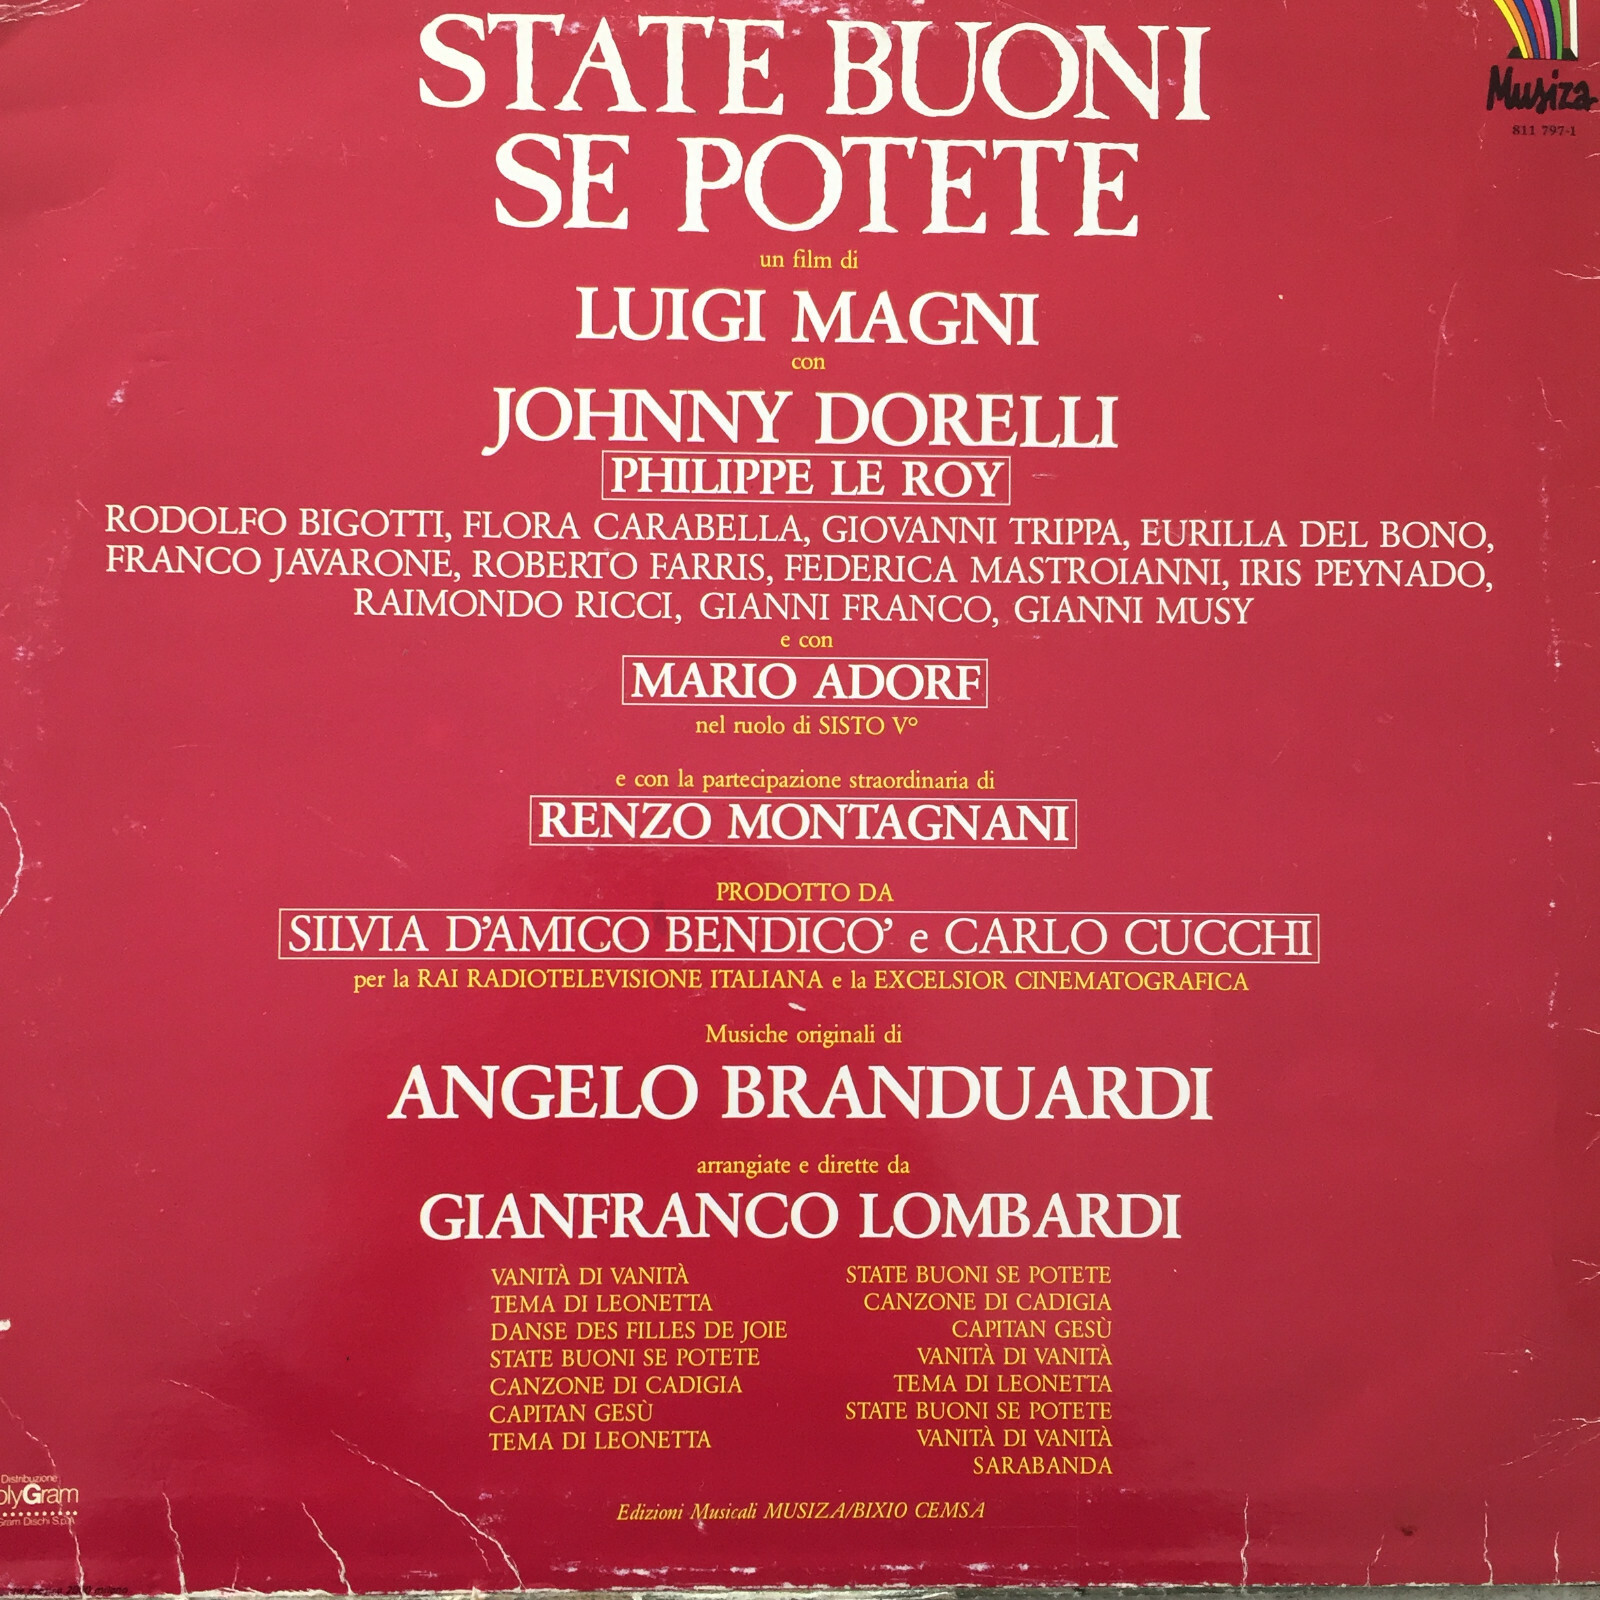 STATE BUONI
SE POTETE
Musiza
811 797-1
un film di
LUIGI MAGNI
con
JOHNNY DORELLI
PHILIPPE LE ROY
RODOLFO BIGOTTI, FLORA CARABELLA, GIOVANNI TRIPPA, EURILLA DEL BONO,
FRANCO JAVARONE, ROBERTO FARRIS, FEDERICA MASTROIANNI, IRIS PEYNADO,
RAIMONDO RICCI, GIANNI FRANCO, GIANNI MUSY
e con
MARIO ADORF
nel ruolo di SISTO V°
e con la partecipazione straordinaria di
RENZO MONTAGNANI
PRODOTTO DA
SILVIA D'AMICO BENDICO' e CARLO CUCCHI
per la RAI RADIOTELEVISIONE ITALIANA e la EXCELSIOR CINEMATOGRAFICA
Musiche originali di
ANGELO BRANDUARDI
arrangiate e dirette da
GIANFRANCO LOMBARDI
VANITÀ DI VANITÀ
TEMA DI LEONETTA
DANSE DES FILLES DE JOIE
STATE BUONI SE POTETE
CANZONE DI CADIGIA
CAPITAN GESÙ
TEMA DI LEONETTA
STATE BUONI SE POTETE
CANZONE DI CADIGIA
CAPITAN GESÙ
VANITÀ DI VANITÀ
TEMA DI LEONETTA
STATE BUONI SE POTETE
VANITÀ DI VANITÀ
SARABANDA
Distribuzione
olyGram
Gram Dischi S.p.A
Edizioni Musicali MUSIZA/BIXIO CEMSA